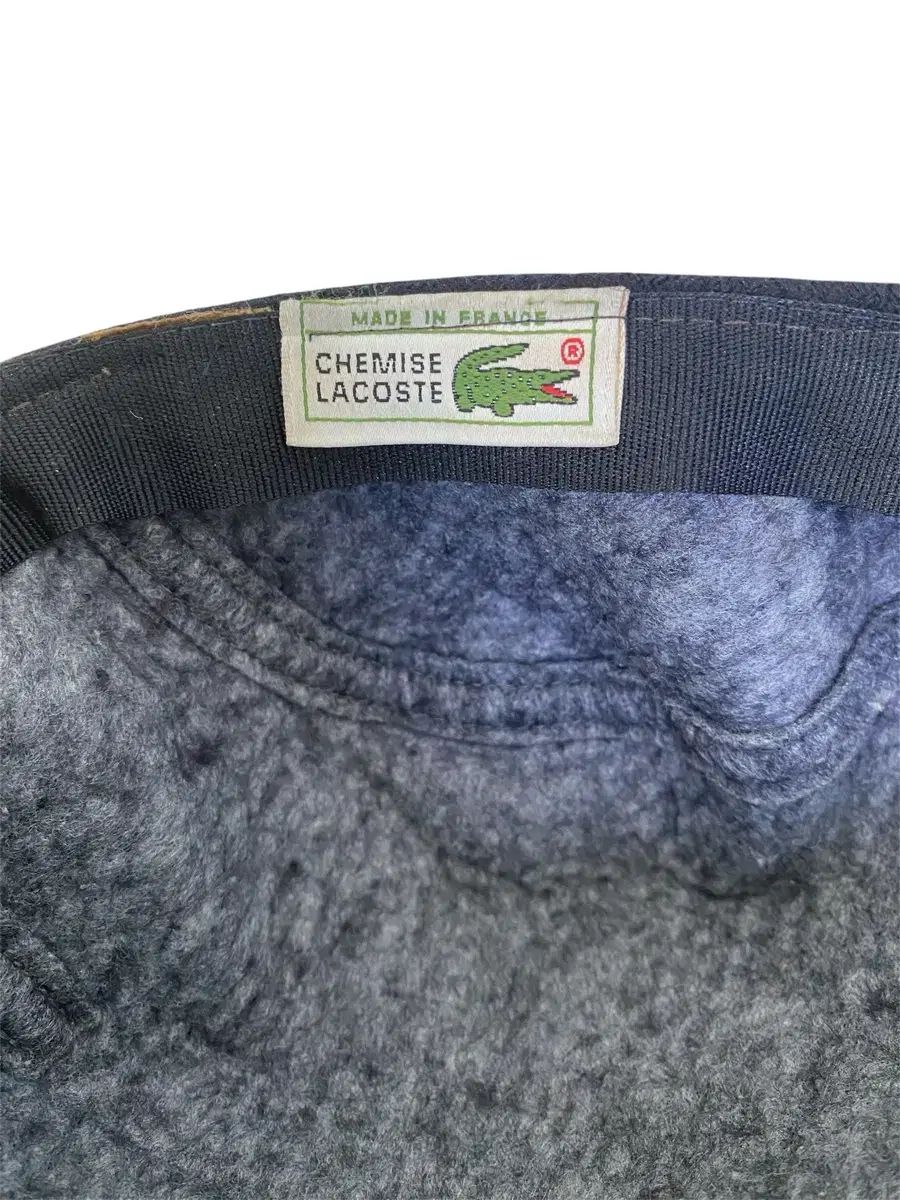 MADE IN FRANCE
CHEMISE
LACOSTE
®